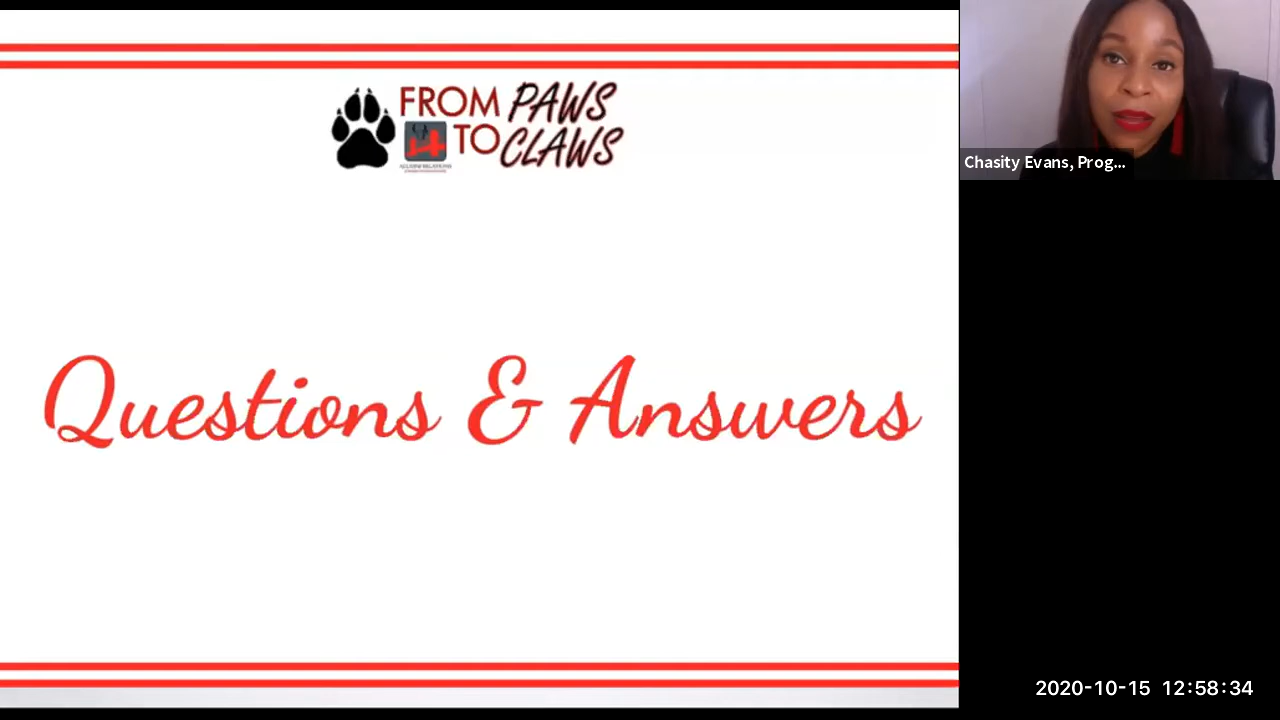 FROM PAWS
TO CLAWS
Questions & Answers
Chasity Evans, Prog...
2020-10-15 12:58:34